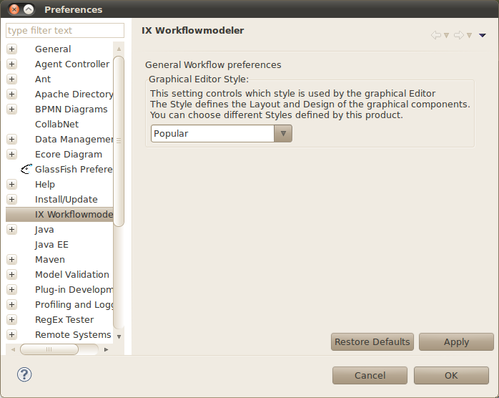 Preferences
type filter text
General
Agent Controller
Ant
Apache Directory
BPMN Diagrams
CollabNet
Data Managemer
Ecore Diagram
GlassFish Prefere
Help
Install/Update
IX Workflowmode
Java
Java EE
Maven
Model Validation
Plug-in Developm
Profiling and Logg
RegEx Tester
Remote Systems
IX Workflowmodeler
General Workflow preferences
Graphical Editor Style:
This setting controls which style is used by the graphical Editor
The Style defines the Layout and Design of the graphical components.
You can choose different Styles defined by this product.
Popular
Restore Defaults
Apply
?
Cancel
OK